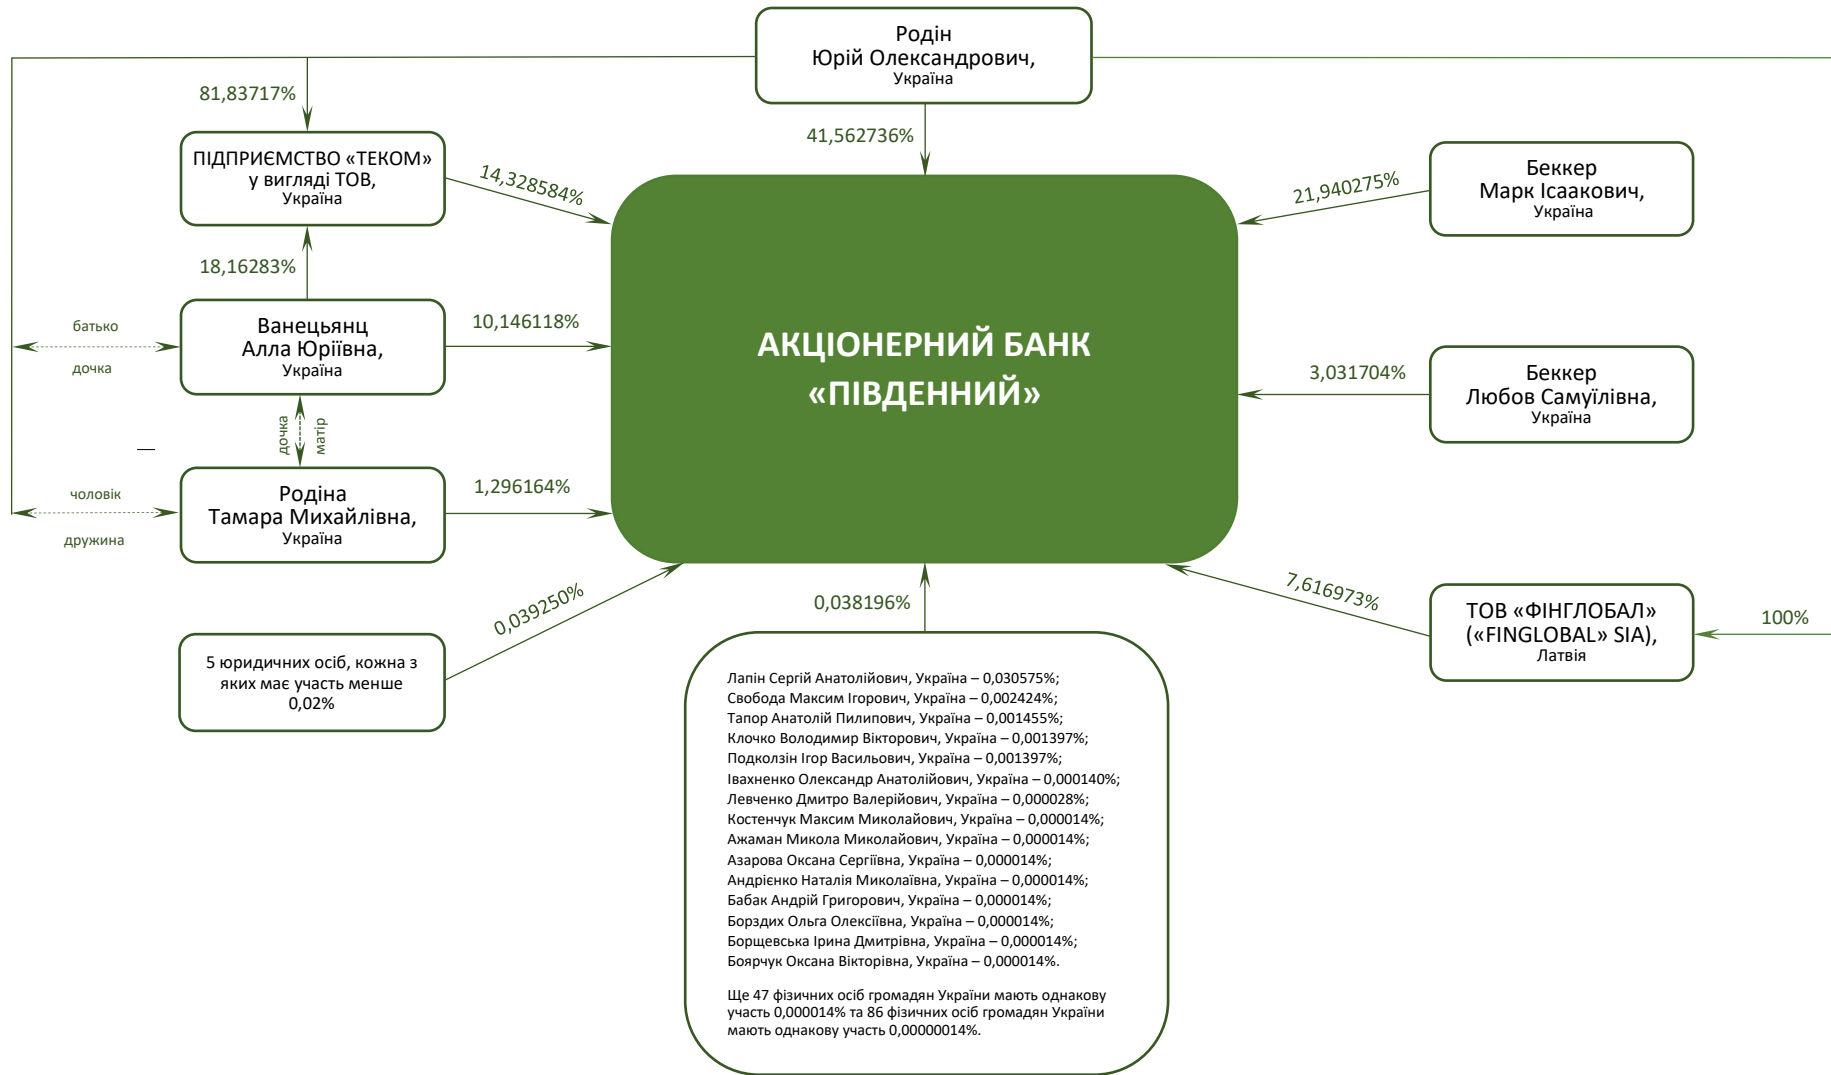 Родін
Юрій Олександрович,
Україна
81,83717%
41,562736%
ПІДПРИЄМСТВО «ТЕКОМ»
у вигляді ТОВ,
Україна
14,328584%
21,940275%
Беккер
Марк Ісаакович,
Україна
18,16283%
батько
дочка
Ванецьянц
Алла Юріївна,
Україна
10,146118%
АКЦІОНЕРНИЙ БАНК
«ПІВДЕННИЙ»
3,031704%
Беккер
Любов Самуїлівна,
Україна
дочка
матір
—
чоловік
дружина
Родіна
Тамара Михайлівна,
Україна
1,296164%
0,039250%
0,038196%
7,616973%
ТОВ «ФІНГЛОБАЛ»
(«FINGLOBAL» SIA),
Латвія
100%
5 юридичних осіб, кожна з
яких має участь менше
0,02%
Лапін Сергій Анатолійович, Україна – 0,030575%;
Свобода Максим Ігорович, Україна – 0,002424%;
Тапор Анатолій Пилипович, Україна – 0,001455%;
Клочко Володимир Вікторович, Україна – 0,001397%;
Подколзін Ігор Васильович, Україна – 0,001397%;
Івахненко Олександр Анатолійович, Україна – 0,000140%;
Левченко Дмитро Валерійович, Україна – 0,000028%;
Костенчук Максим Миколайович, Україна – 0,000014%;
Ажаман Микола Миколайович, Україна – 0,000014%;
Азарова Оксана Сергіївна, Україна – 0,000014%;
Андрієнко Наталія Миколаївна, Україна – 0,000014%;
Бабак Андрій Григорович, Україна – 0,000014%;
Борздих Ольга Олексіївна, Україна – 0,000014%;
Борщевська Ірина Дмитрівна, Україна – 0,000014%;
Боярчук Оксана Вікторівна, Україна – 0,000014%.
Ще 47 фізичних осіб громадян України мають однакову
участь 0,000014% та 86 фізичних осіб громадян України
мають однакову участь 0,00000014%.